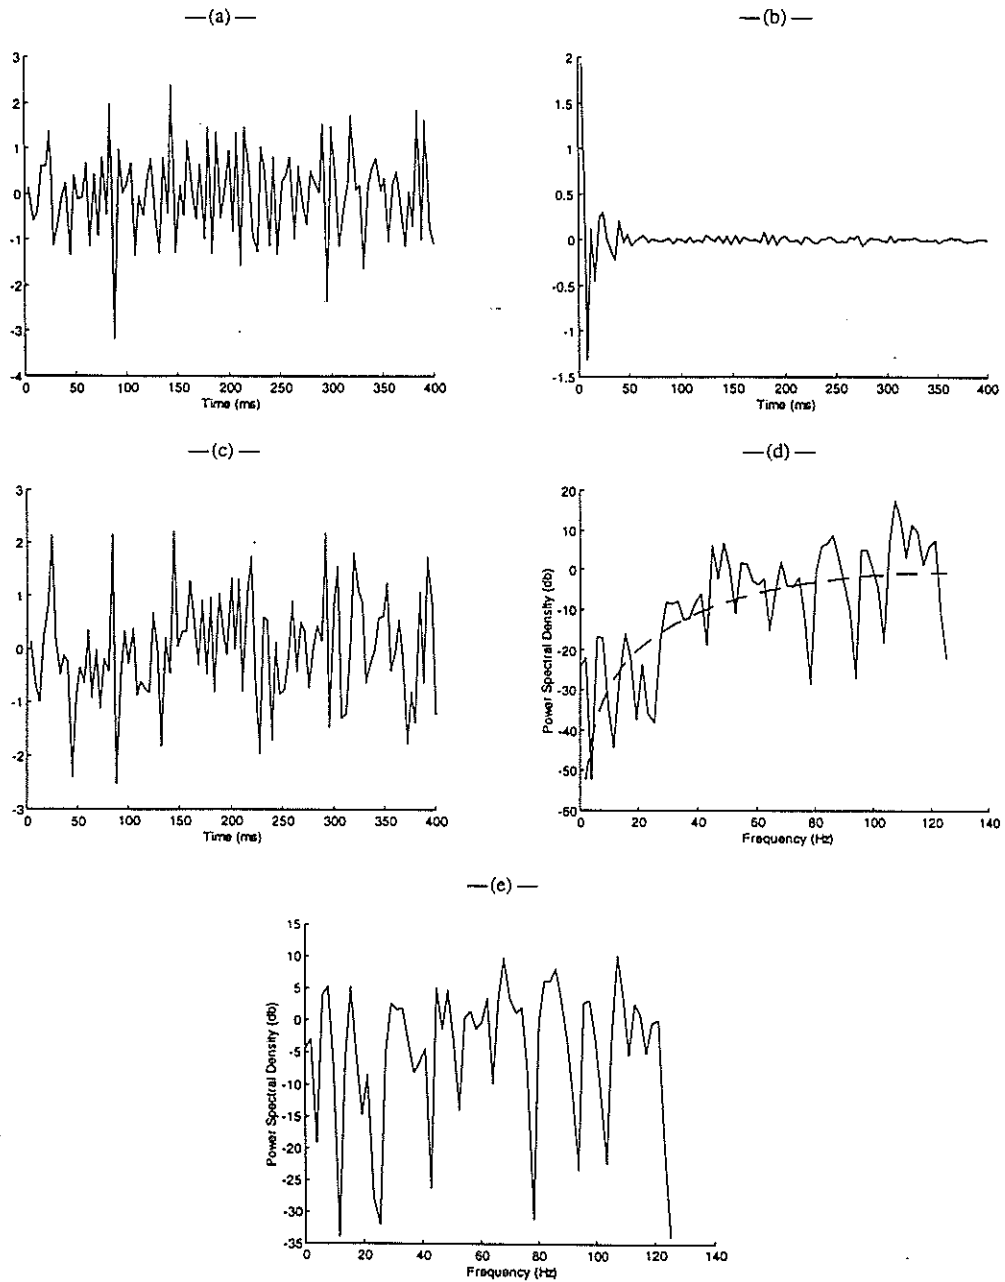 —(a)—
3
2
1
0
-1
-2
-3
-4
0 50 100 150 200 250 300 350 400
Time (ms)
—(b)—
2
1.5
1
0.5
0
-0.5
-1
-1.5
0 50 100 150 200 250 300 350 400
Time (ms)
—(c)—
3
2
1
0
-1
-2
-3
0 50 100 150 200 250 300 350 400
Time (ms)
—(d)—
20
10
0
-10
-20
-30
-40
-50
-60
Power Spectral Density (db)
0 20 40 60 80 100 120 140
Frequency (Hz)
—(e)—
15
10
5
0
-5
-10
-15
-20
-25
-30
-35
Power Spectral Density (db)
0 20 40 60 80 100 120 140
Frequency (Hz)